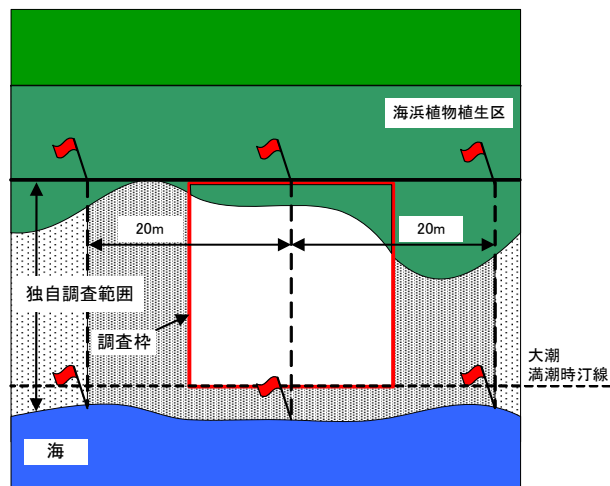 海浜植物植生区
20m
20m
独自調査範囲
調査枠
大潮
満潮時汀線
海